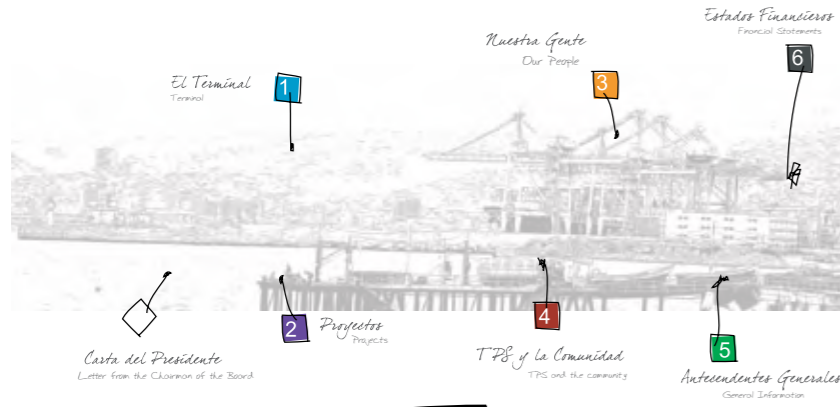 El Terminal
Terminal
1
Nuestra Gente
Our People
3
Estados Financieros
Financial Statements
6
Carta del Presidente
Letter from the Chairman of the Board
2
Proyectos
Projects
4
TPS y la Comunidad
TPS and the community
5
Antecendentes Generales
General Information